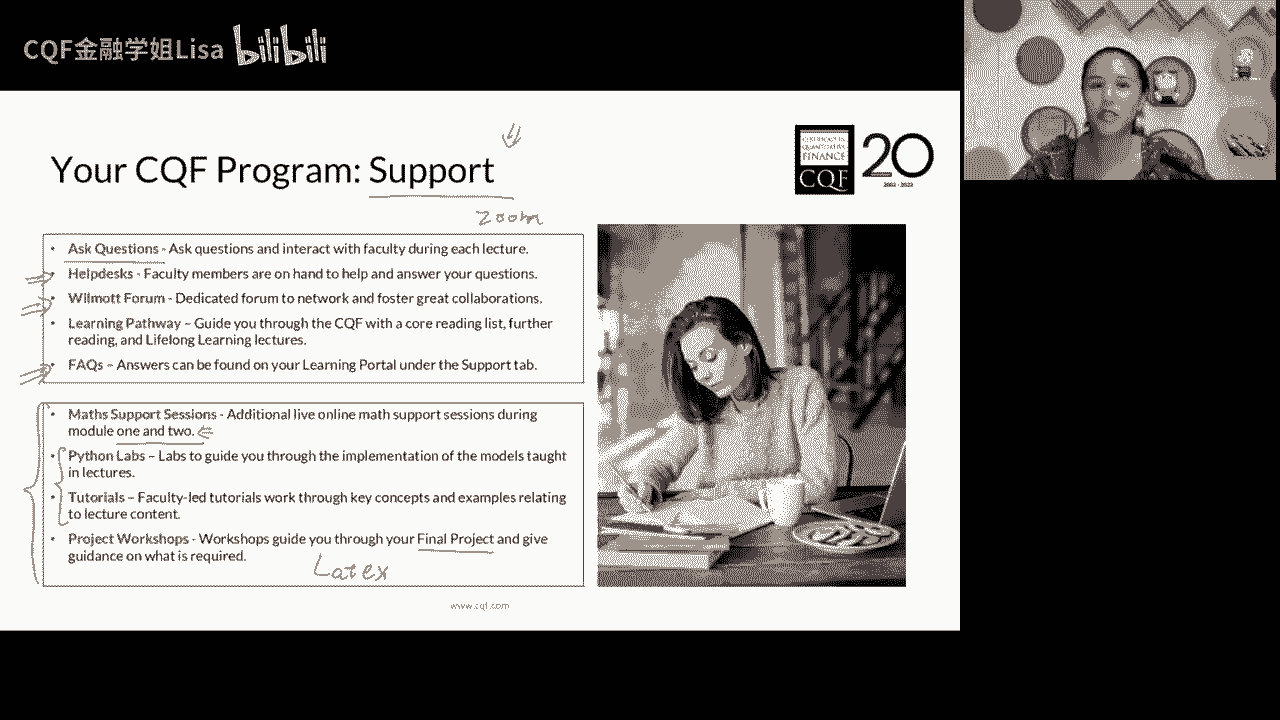 CQF金融学姐Lisa bilibili
Your CQF Program: Support
CERTIFICATE IN
QUANTITATIVE
FINANCE
CQF
20
2003 - 2023
zoom
• Ask Questions - Ask questions and interact with faculty during each lecture.
• Helpdesks - Faculty members are on hand to help and answer your questions.
• Wilmott Forum - Dedicated forum to network and foster great collaborations.
• Learning Pathway – Guide you through the CQF with a core reading list, further
reading, and Lifelong Learning lectures.
• FAQs – Answers can be found on your Learning Portal under the Support tab.
• Maths Support Sessions - Additional live online math support sessions during
module one and two.
• Python Labs – Labs to guide you through the implementation of the models taught
in lectures.
• Tutorials – Faculty-led tutorials work through key concepts and examples relating
to lecture content.
• Project Workshops - Workshops guide you through your Final Project and give
guidance on what is required.
Latex
www.cqf.com